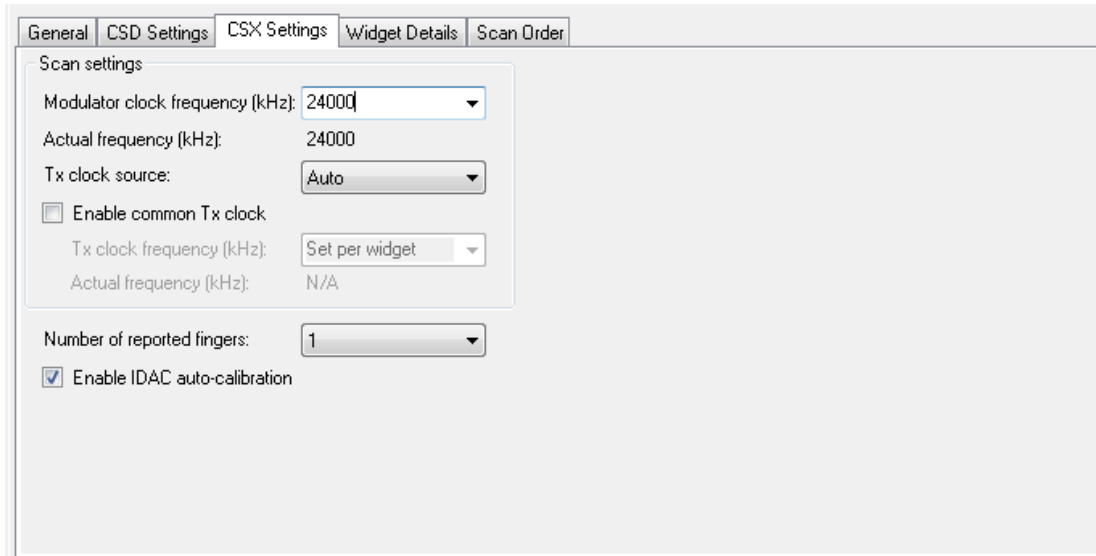 General CSD Settings CSX Settings Widget Details Scan Order
Scan settings
Modulator clock frequency (kHz): 24000
Actual frequency (kHz): 24000
Tx clock source: Auto
Enable common Tx clock
Tx clock frequency (kHz): Set per widget
Actual frequency (kHz): N/A
Number of reported fingers: 1
Enable IDAC auto-calibration